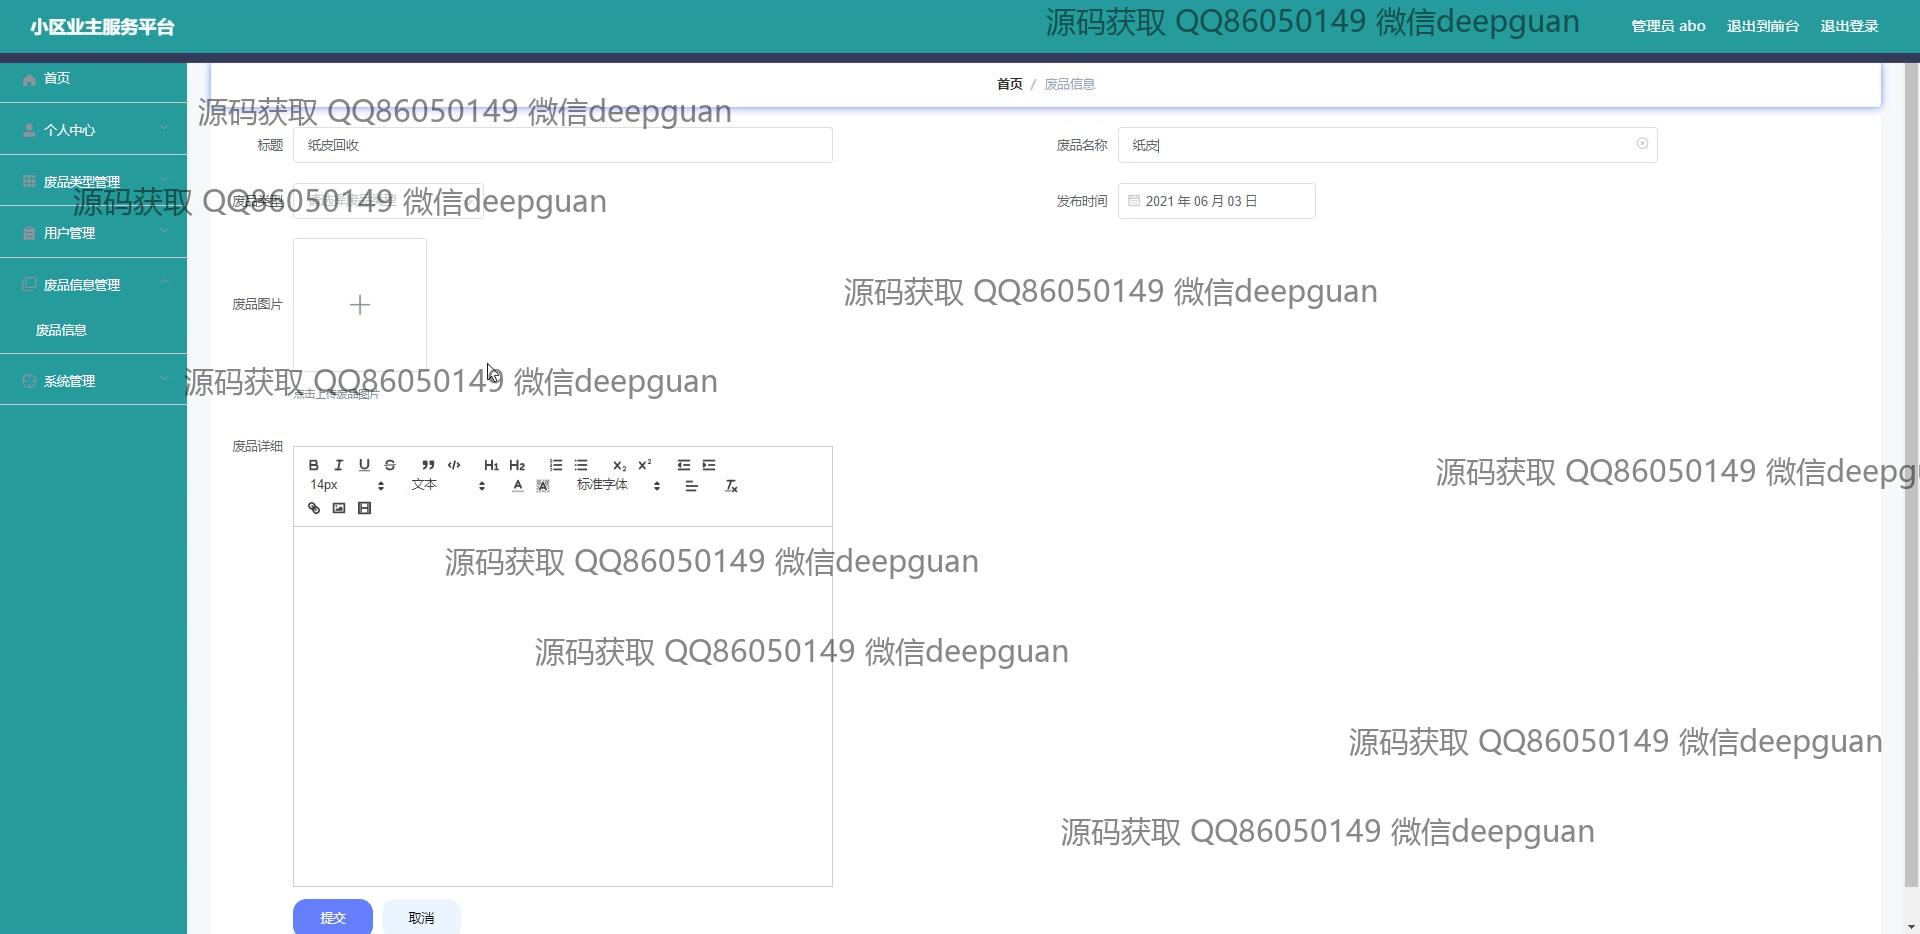 小区业主服务平台
源码获取 QQ86050149 微信deepguan
管理员 abo
退出到前台
退出登录
首页
首页 / 废品信息
源码获取 QQ86050149 微信deepguan
个人中心
标题
纸皮回收
废品名称
纸皮
废品类型管理
源码获取 QQ86050149 微信deepguan
废品类型
请选择废品类型
发布时间
2021 年 06 月 03 日
用户管理
废品信息管理
废品图片
源码获取 QQ86050149 微信deepguan
废品信息
系统管理
源码获取 QQ86050149 微信deepguan
点击上传废品图片
废品详细
B I U S H1 H2 X2 X2
14px 文本 A A 标准字体 Tx
源码获取 QQ86050149 微信deepg
源码获取 QQ86050149 微信deepguan
源码获取 QQ86050149 微信deepguan
源码获取 QQ86050149 微信deepguan
源码获取 QQ86050149 微信deepguan
提交
取消